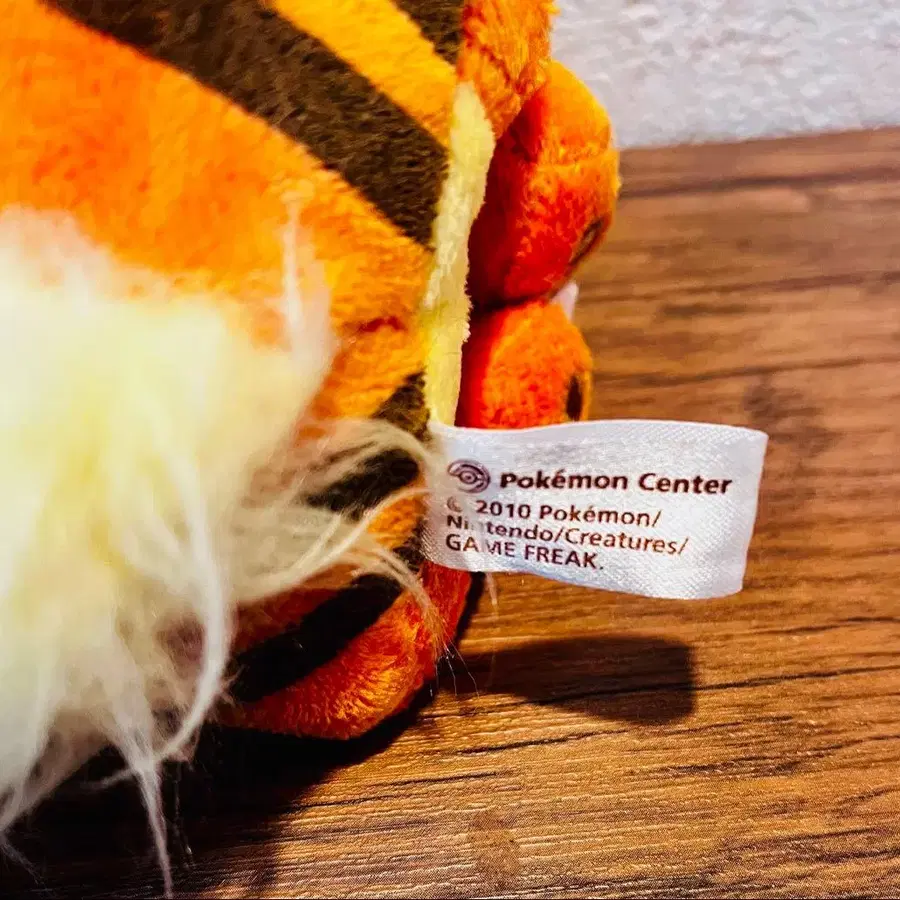 Pokémon Center
© 2010 Pokémon/
Nintendo/Creatures/
GAME FREAK.